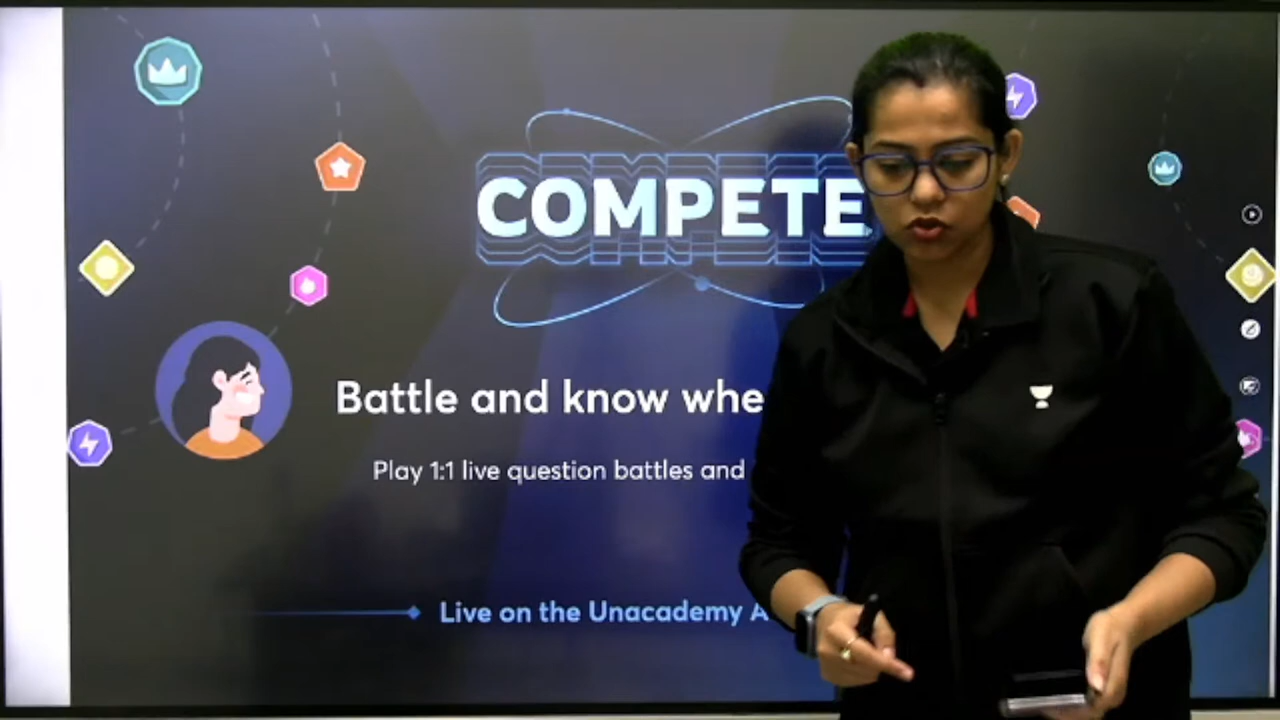 COMPETE
Battle and know whe
Play 1:1 live question battles and
Live on the Unacademy A